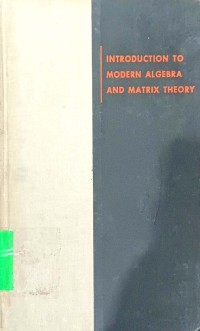 INTRODUCTION TO
MODERN ALGEBRA
AND MATRIX THEORY